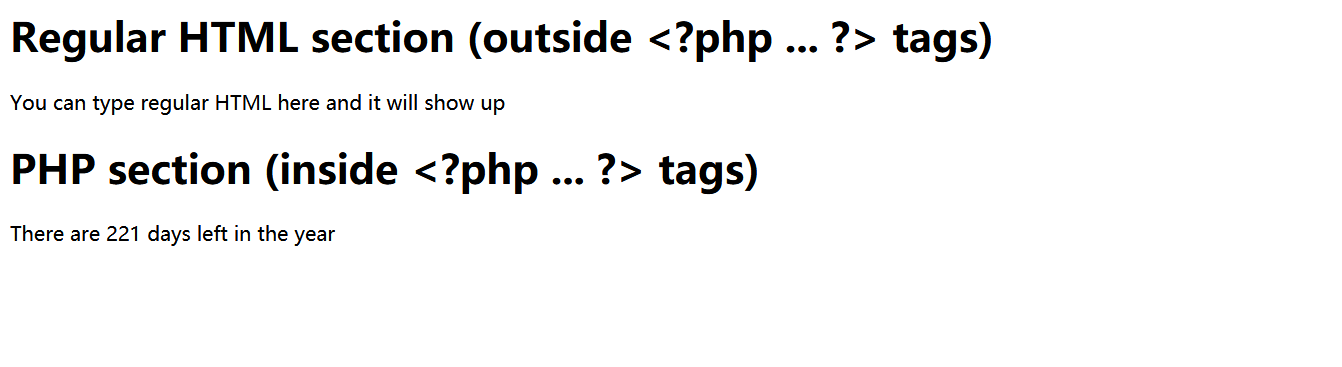 Regular HTML section (outside <?php ... ?> tags)
You can type regular HTML here and it will show up
PHP section (inside <?php ... ?> tags)
There are 221 days left in the year